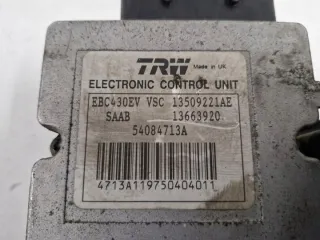 TRW Made in UK
ELECTRONIC CONTROL UNIT
EBC430EV VSC 13509221AE
SAAB 13663920
54084713A
4713A119750404011